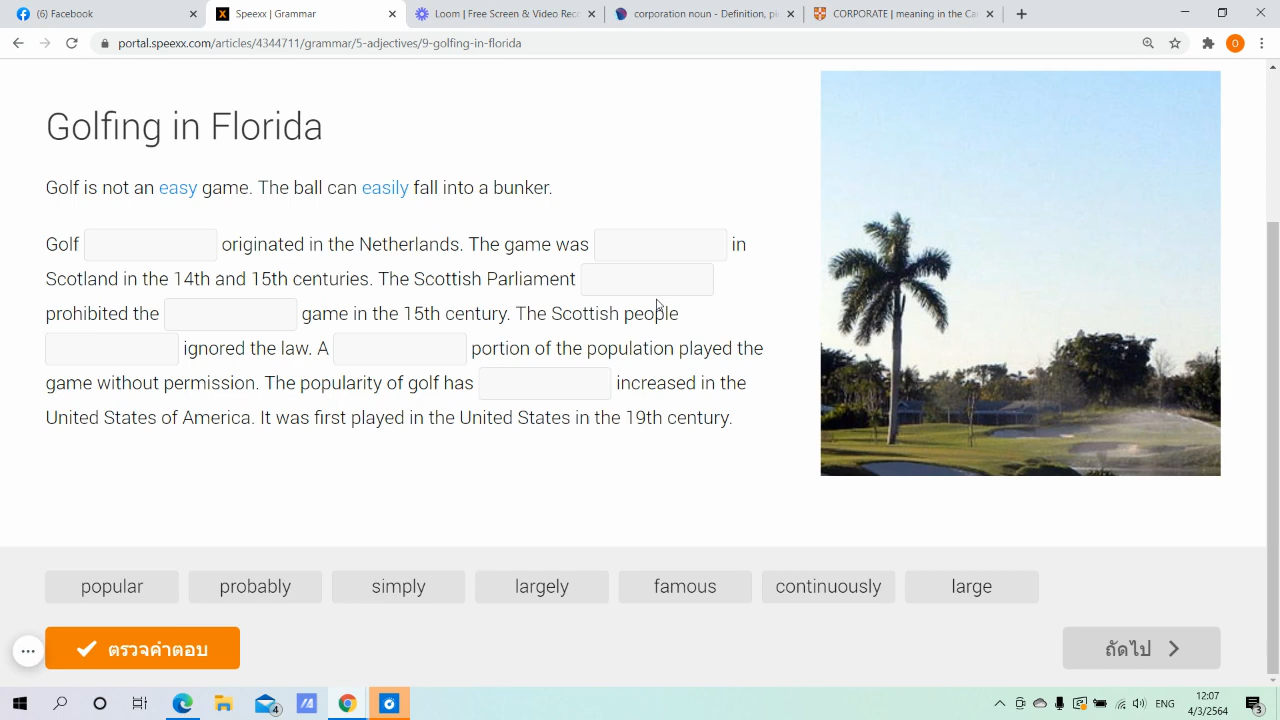 (6) Facebook
Speexx | Grammar
Loom | Free Screen & Video Rec
corporation noun - Definition, pi
CORPORATE | meaning in the Ca
portal.speexx.com/articles/4344711/grammar/5-adjectives/9-golfing-in-florida
O
Golfing in Florida
Golf is not an easy game. The ball can easily fall into a bunker.
Golf originated in the Netherlands. The game was in
Scotland in the 14th and 15th centuries. The Scottish Parliament
prohibited the game in the 15th century. The Scottish people
ignored the law. A portion of the population played the
game without permission. The popularity of golf has increased in the
United States of America. It was first played in the United States in the 19th century.
popular probably simply largely famous continuously large
ตรวจคำตอบ
ถัดไป
4
ENG
12:07
4/3/2564
3